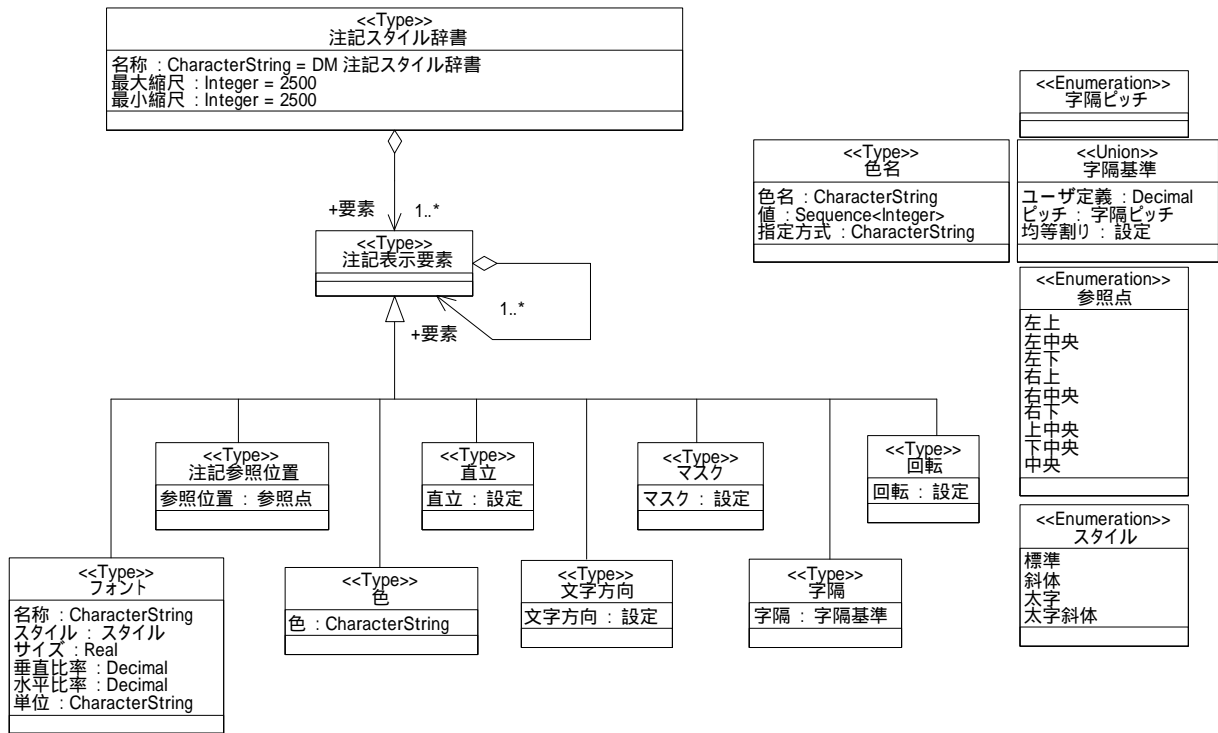 <<Type>>
注記スタイル辞書
名称 : CharacterString = DM 注記スタイル辞書
最大縮尺 : Integer = 2500
最小縮尺 : Integer = 2500
+要素
1..*
<<Type>>
注記表示要素
1..*
+要素
<<Type>>
色名
色名 : CharacterString
値 : Sequence<Integer>
指定方式 : CharacterString
<<Enumeration>>
字隔ピッチ
<<Union>>
字隔基準
ユーザ定義 : Decimal
ピッチ : 字隔ピッチ
均等割り : 設定
<<Enumeration>>
参照点
左上
左中央
左下
右上
右中央
右下
上中央
下中央
中央
<<Enumeration>>
スタイル
標準
斜体
太字
太字斜体
<<Type>>
注記参照位置
参照位置 : 参照点
<<Type>>
直立
直立 : 設定
<<Type>>
マスク
マスク : 設定
<<Type>>
回転
回転 : 設定
<<Type>>
フォント
名称 : CharacterString
スタイル : スタイル
サイズ : Real
垂直比率 : Decimal
水平比率 : Decimal
単位 : CharacterString
<<Type>>
色
色 : CharacterString
<<Type>>
文字方向
文字方向 : 設定
<<Type>>
字隔
字隔 : 字隔基準